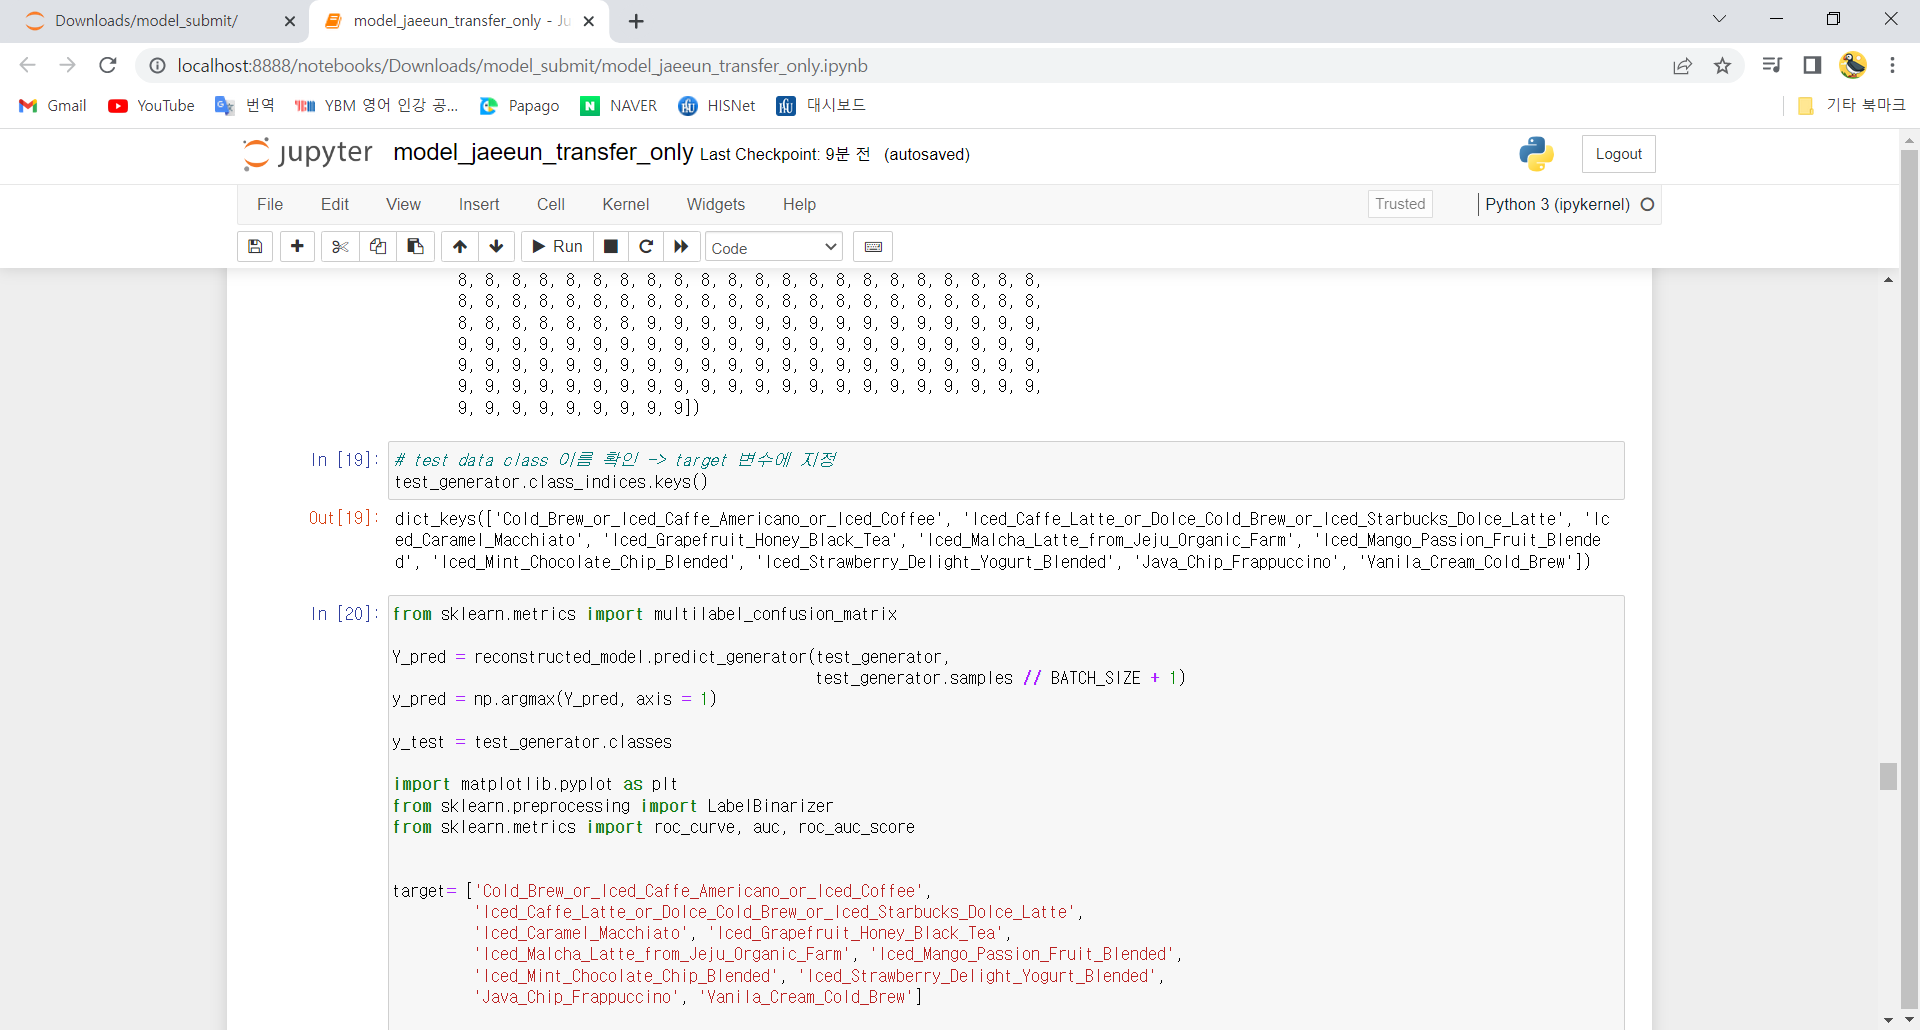 Downloads/model_submit/
model_jaeeun_transfer_only - Ju
localhost:8888/notebooks/Downloads/model_submit/model_jaeeun_transfer_only.ipynb
Gmail YouTube 번역 YBM 영어 인강 공... Papago NAVER HISNet 대시보드 기타 북마크
jupyter model_jaeeun_transfer_only Last Checkpoint: 9분 전 (autosaved) Logout
File Edit View Insert Cell Kernel Widgets Help Trusted Python 3 (ipykernel)
Run Code
8, 8, 8, 8, 8, 8, 8, 8, 8, 8, 8, 8, 8, 8, 8, 8, 8, 8, 8, 8, 8, 8,
8, 8, 8, 8, 8, 8, 8, 8, 8, 8, 8, 8, 8, 8, 8, 8, 8, 8, 8, 8, 8, 8,
8, 8, 8, 8, 8, 8, 8, 9, 9, 9, 9, 9, 9, 9, 9, 9, 9, 9, 9, 9, 9, 9,
9, 9, 9, 9, 9, 9, 9, 9, 9, 9, 9, 9, 9, 9, 9, 9, 9, 9, 9, 9, 9, 9,
9, 9, 9, 9, 9, 9, 9, 9, 9, 9, 9, 9, 9, 9, 9, 9, 9, 9, 9, 9, 9, 9,
9, 9, 9, 9, 9, 9, 9, 9, 9, 9, 9, 9, 9, 9, 9, 9, 9, 9, 9, 9, 9, 9,
9, 9, 9, 9, 9, 9, 9, 9, 9])
In [19]: # test data class 이름 확인 -> target 변수에 지정
test_generator.class_indices.keys()
Out[19]: dict_keys(['Cold_Brew_or_Iced_Caffe_Americano_or_Iced_Coffee', 'Iced_Caffe_Latte_or_Dolce_Cold_Brew_or_Iced_Starbucks_Dolce_Latte', 'Ic
ed_Caramel_Macchiato', 'Iced_Grapefruit_Honey_Black_Tea', 'Iced_Malcha_Latte_from_Jeju_Organic_Farm', 'Iced_Mango_Passion_Fruit_Blende
d', 'Iced_Mint_Chocolate_Chip_Blended', 'Iced_Strawberry_Delight_Yogurt_Blended', 'Java_Chip_Frappuccino', 'Vanila_Cream_Cold_Brew'])
In [20]: from sklearn.metrics import multilabel_confusion_matrix
Y_pred = reconstructed_model.predict_generator(test_generator,
test_generator.samples // BATCH_SIZE + 1)
y_pred = np.argmax(Y_pred, axis = 1)
y_test = test_generator.classes
import matplotlib.pyplot as plt
from sklearn.preprocessing import LabelBinarizer
from sklearn.metrics import roc_curve, auc, roc_auc_score
target= ['Cold_Brew_or_Iced_Caffe_Americano_or_Iced_Coffee',
'Iced_Caffe_Latte_or_Dolce_Cold_Brew_or_Iced_Starbucks_Dolce_Latte',
'Iced_Caramel_Macchiato', 'Iced_Grapefruit_Honey_Black_Tea',
'Iced_Malcha_Latte_from_Jeju_Organic_Farm', 'Iced_Mango_Passion_Fruit_Blended',
'Iced_Mint_Chocolate_Chip_Blended', 'Iced_Strawberry_Delight_Yogurt_Blended',
'Java_Chip_Frappuccino', 'Vanila_Cream_Cold_Brew']